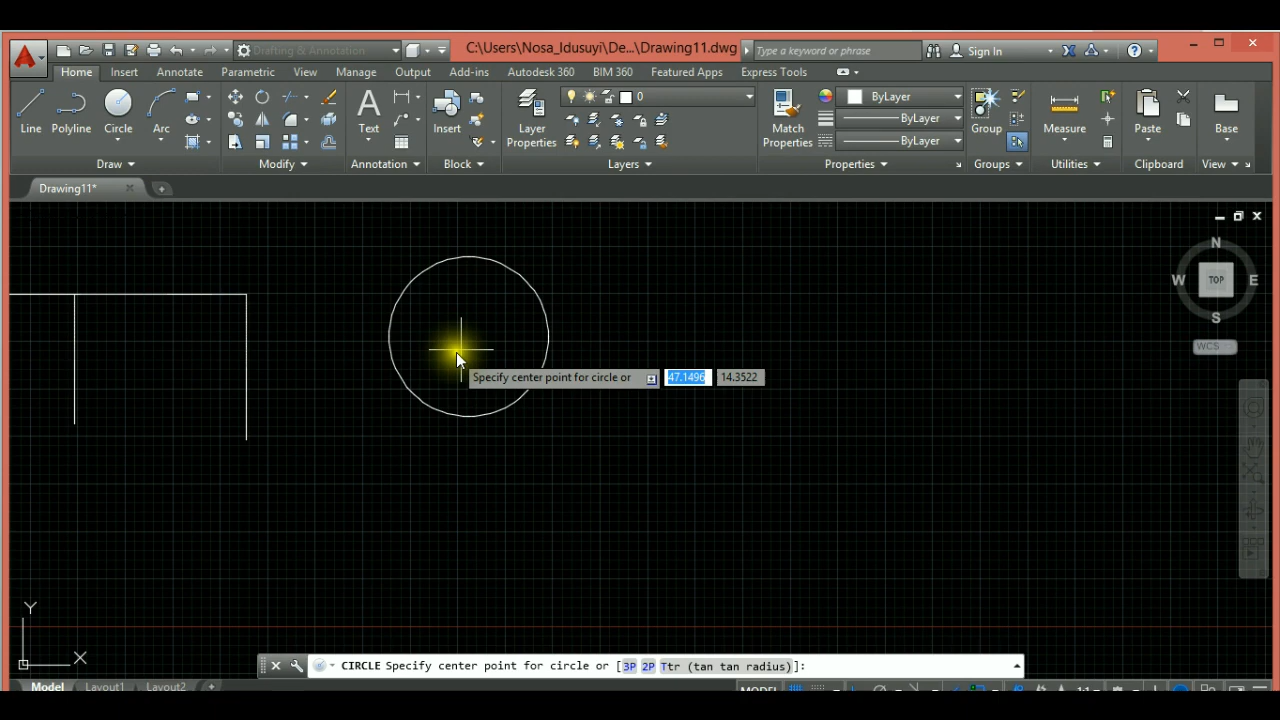 Drafting & Annotation
C:\Users\Nosa_Idusuyi\De...\Drawing11.dwg
Type a keyword or phrase
Sign In
Home Insert Annotate Parametric View Manage Output Add-ins Autodesk 360 BIM 360 Featured Apps Express Tools
Line Polyline Circle Arc Text Insert Layer Properties 0 Match Properties ByLayer Group Measure Paste Base
ByLayer
ByLayer
Draw Modify Annotation Block Layers Properties Groups Utilities Clipboard View
Drawing11*
N
W TOP E
S
WCS
Specify center point for circle or 47.1496 14.3522
Y
X
CIRCLE Specify center point for circle or [3P 2P Ttr (tan tan radius)]:
Model Layout1 Layout2 +
MODEL 1:1